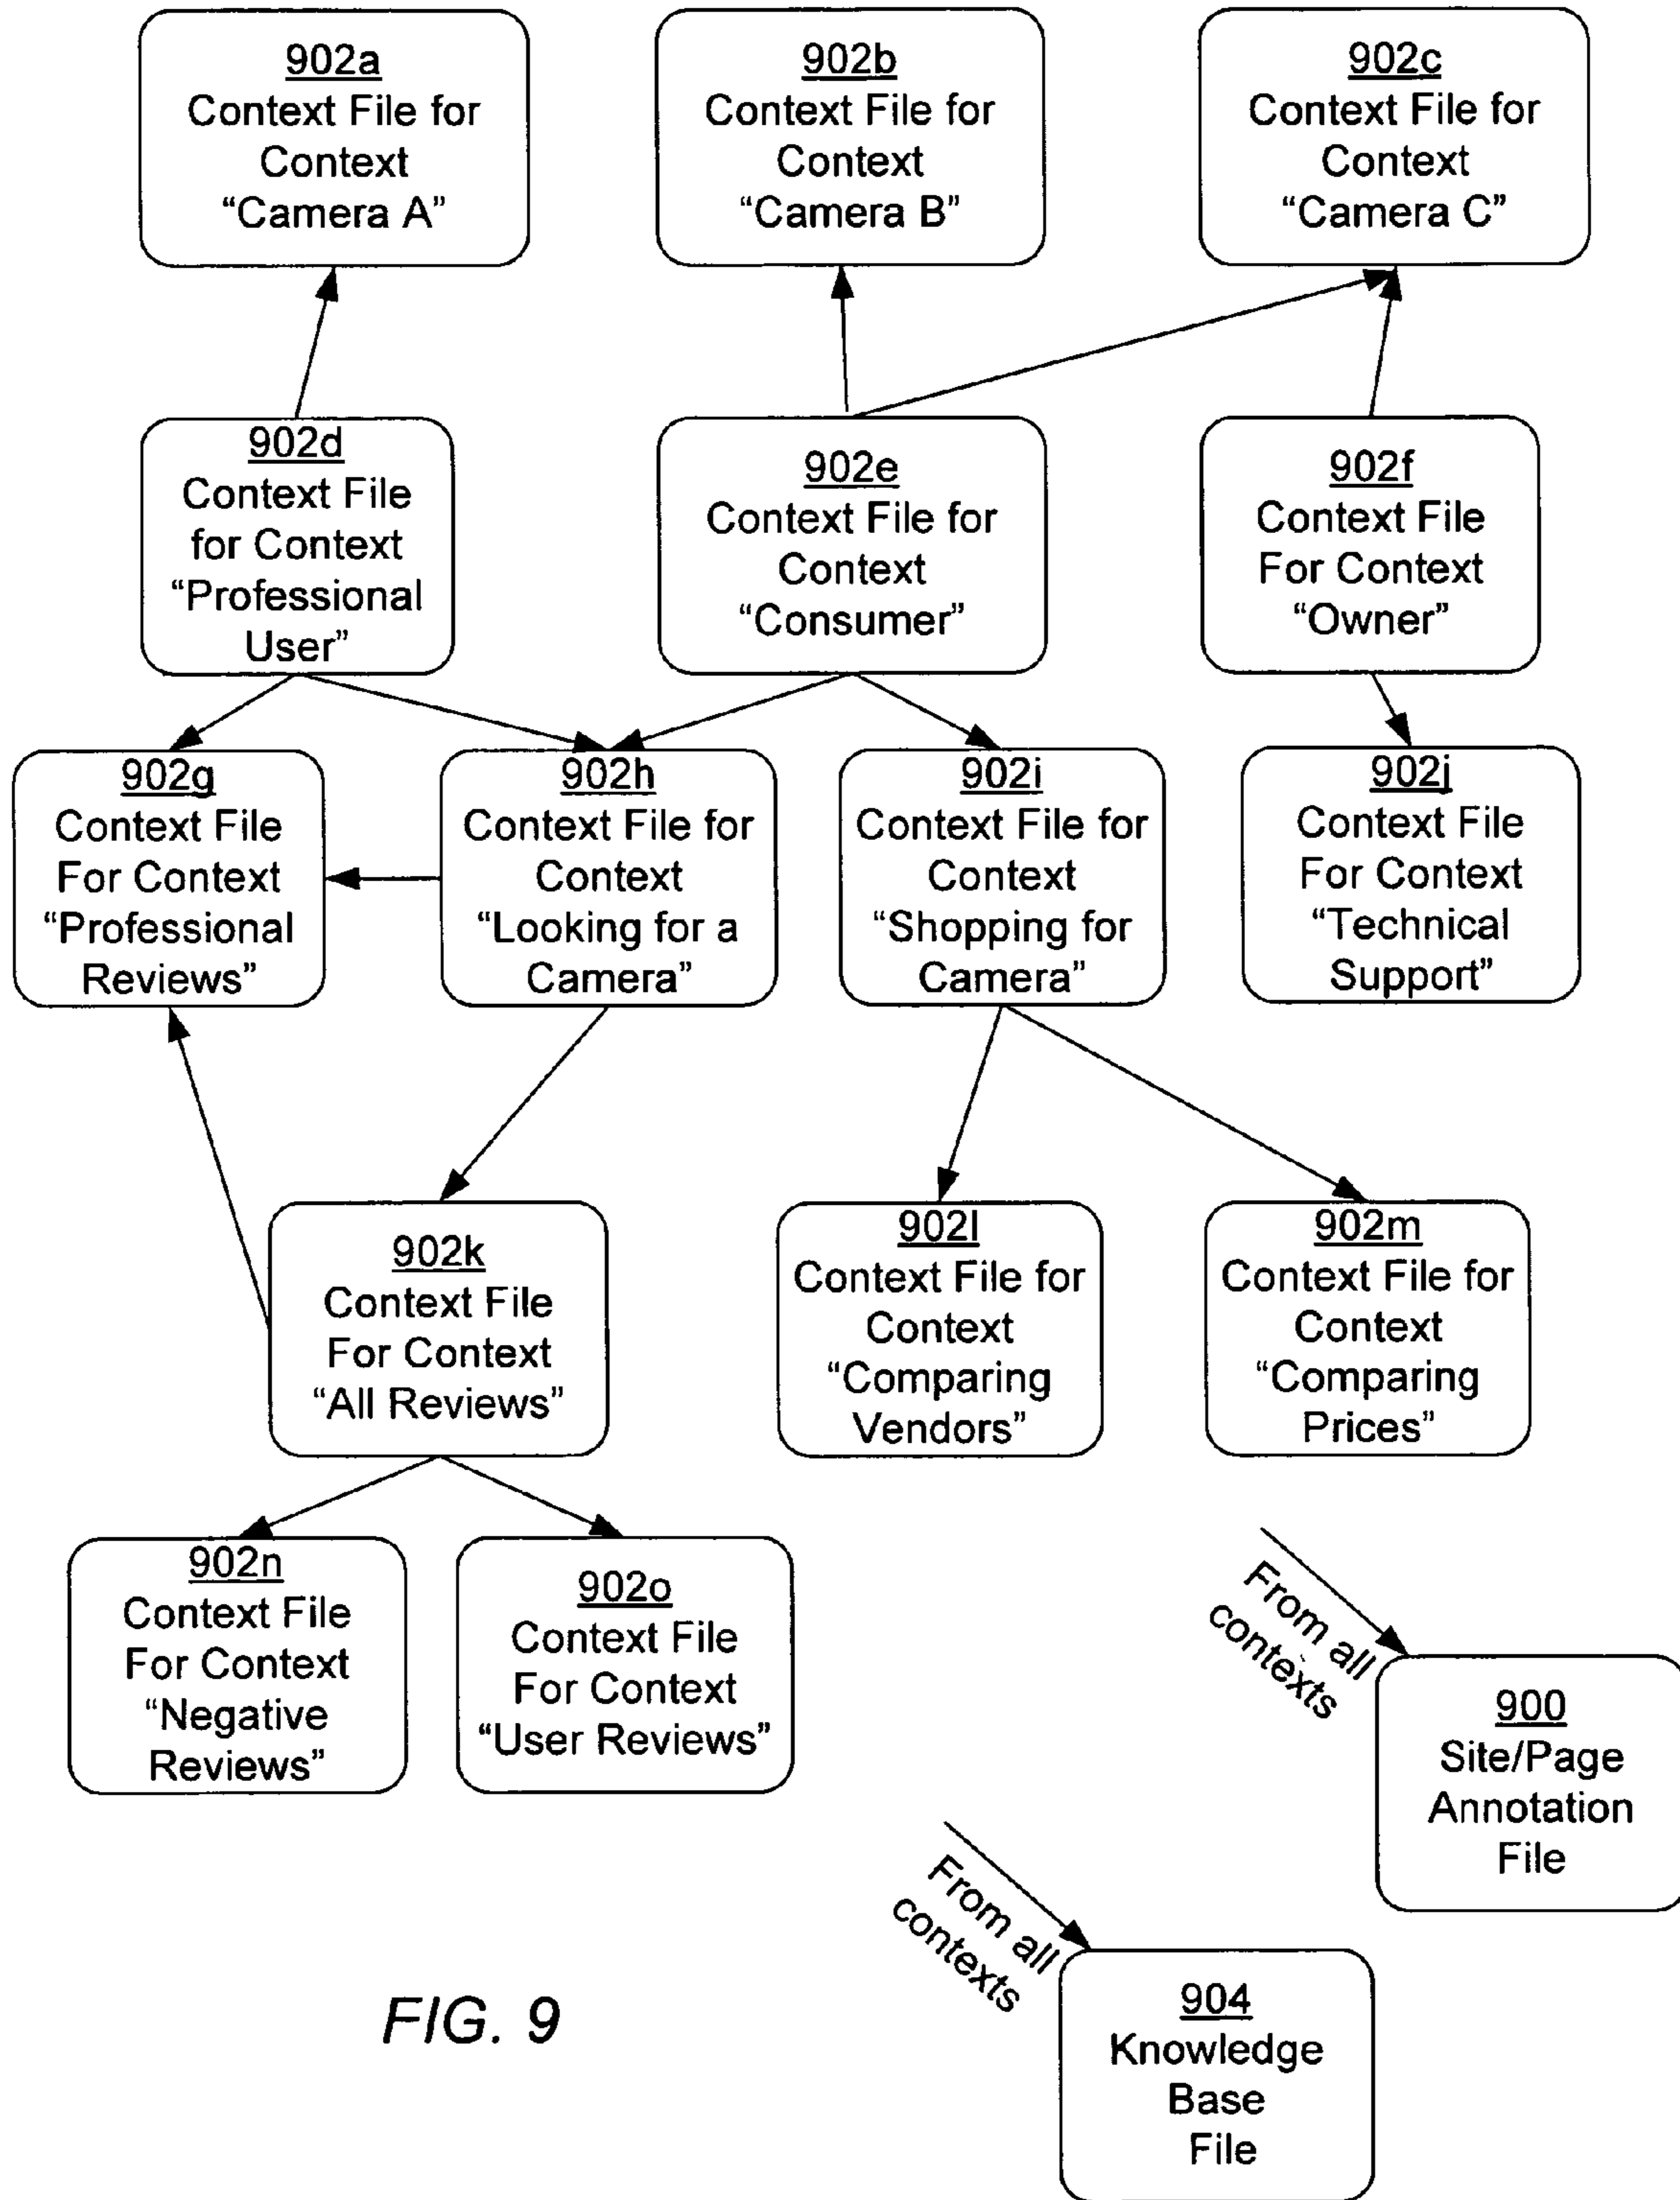 902a
Context File for
Context
“Camera A”
902b
Context File for
Context
“Camera B”
902c
Context File for
Context
“Camera C”
902d
Context File
for Context
“Professional
User”
902e
Context File for
Context
“Consumer”
902f
Context File
For Context
“Owner”
902g
Context File
For Context
“Professional
Reviews”
902h
Context File for
Context
“Looking for a
Camera”
902i
Context File for
Context
“Shopping for
Camera”
902j
Context File
For Context
“Technical
Support”
902k
Context File
For Context
“All Reviews”
902l
Context File for
Context
“Comparing
Vendors”
902m
Context File for
Context
“Comparing
Prices”
902n
Context File
For Context
“Negative
Reviews”
902o
Context File
For Context
“User Reviews”
From all
contexts
900
Site/Page
Annotation
File
From all
contexts
904
Knowledge
Base
File
FIG. 9